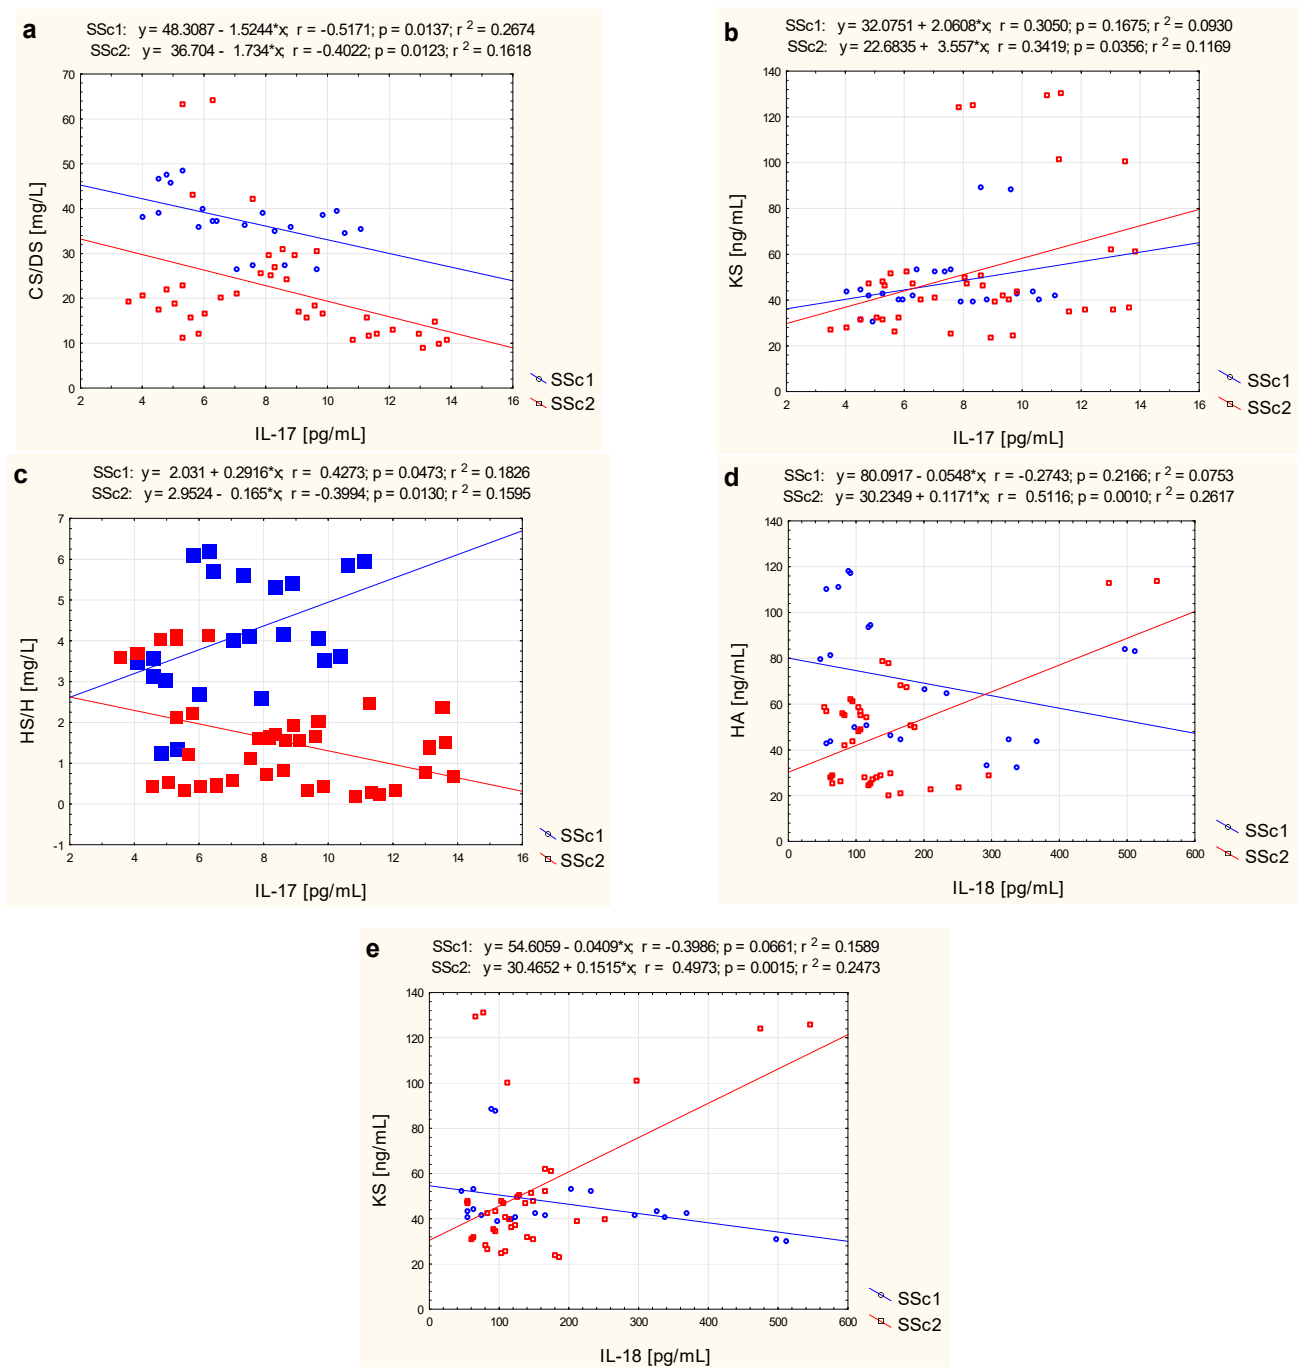 a
SSc1: y = 48.3087 - 1.5244*x; r = -0.5171; p = 0.0137; r 2 = 0.2674
SSc2: y = 36.704 - 1.734*x; r = -0.4022; p = 0.0123; r 2 = 0.1618
70
60
50
40
30
20
10
0
CS/DS [mg/L]
2 4 6 8 10 12 14 16
IL-17 [pg/mL]
SSc1
SSc2
b
SSc1: y = 32.0751 + 2.0608*x; r = 0.3050; p = 0.1675; r 2 = 0.0930
SSc2: y = 22.6835 + 3.557*x; r = 0.3419; p = 0.0356; r 2 = 0.1169
140
120
100
80
60
40
20
0
KS [ng/mL]
2 4 6 8 10 12 14 16
IL-17 [pg/mL]
SSc1
SSc2
c
SSc1: y = 2.031 + 0.2916*x; r = 0.4273; p = 0.0473; r 2 = 0.1826
SSc2: y = 2.9524 - 0.165*x; r = -0.3994; p = 0.0130; r 2 = 0.1595
7
6
5
4
3
2
1
0
-1
HS/H [mg/L]
2 4 6 8 10 12 14 16
IL-17 [pg/mL]
SSc1
SSc2
d
SSc1: y = 80.0917 - 0.0548*x; r = -0.2743; p = 0.2166; r 2 = 0.0753
SSc2: y = 30.2349 + 0.1171*x; r = 0.5116; p = 0.0010; r 2 = 0.2617
140
120
100
80
60
40
20
0
HA [ng/mL]
0 100 200 300 400 500 600
IL-18 [pg/mL]
SSc1
SSc2
e
SSc1: y = 54.6059 - 0.0409*x; r = -0.3986; p = 0.0661; r 2 = 0.1589
SSc2: y = 30.4652 + 0.1515*x; r = 0.4973; p = 0.0015; r 2 = 0.2473
140
120
100
80
60
40
20
0
KS [ng/mL]
0 100 200 300 400 500 600
IL-18 [pg/mL]
SSc1
SSc2